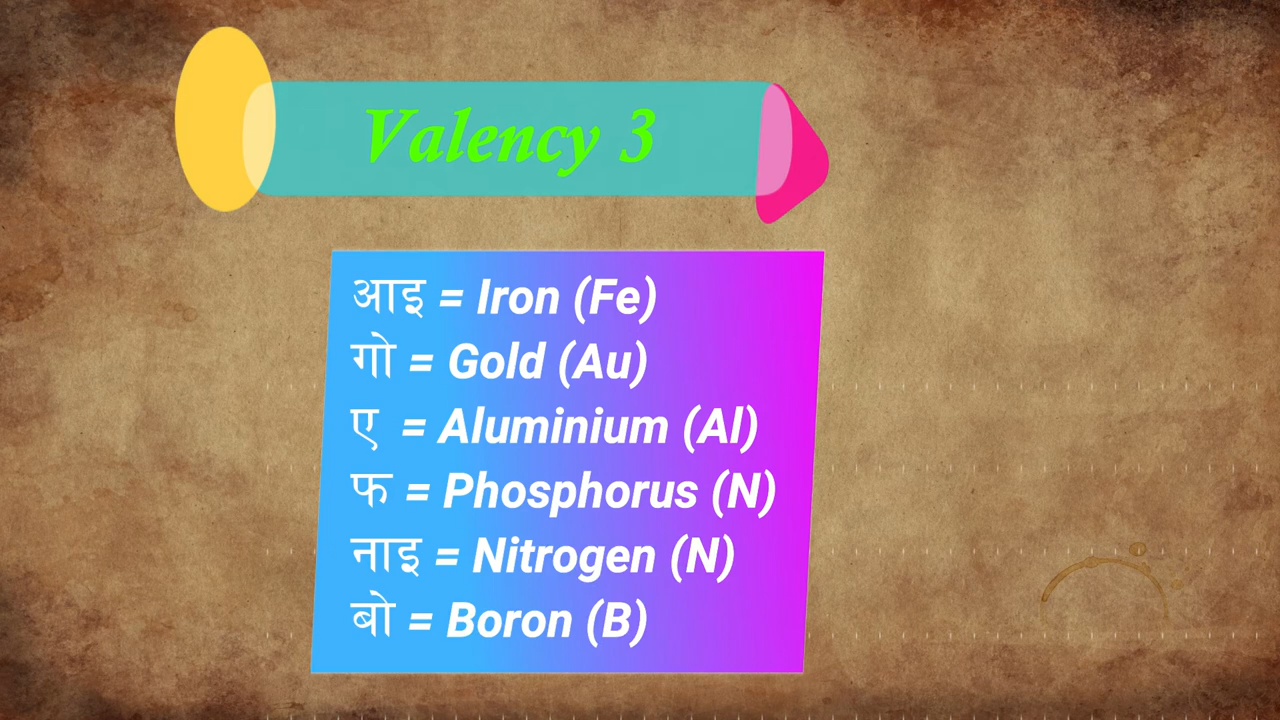 Valency 3
आइ = Iron (Fe)
गो = Gold (Au)
ए = Aluminium (Al)
फ = Phosphorus (N)
नाइ = Nitrogen (N)
बो = Boron (B)